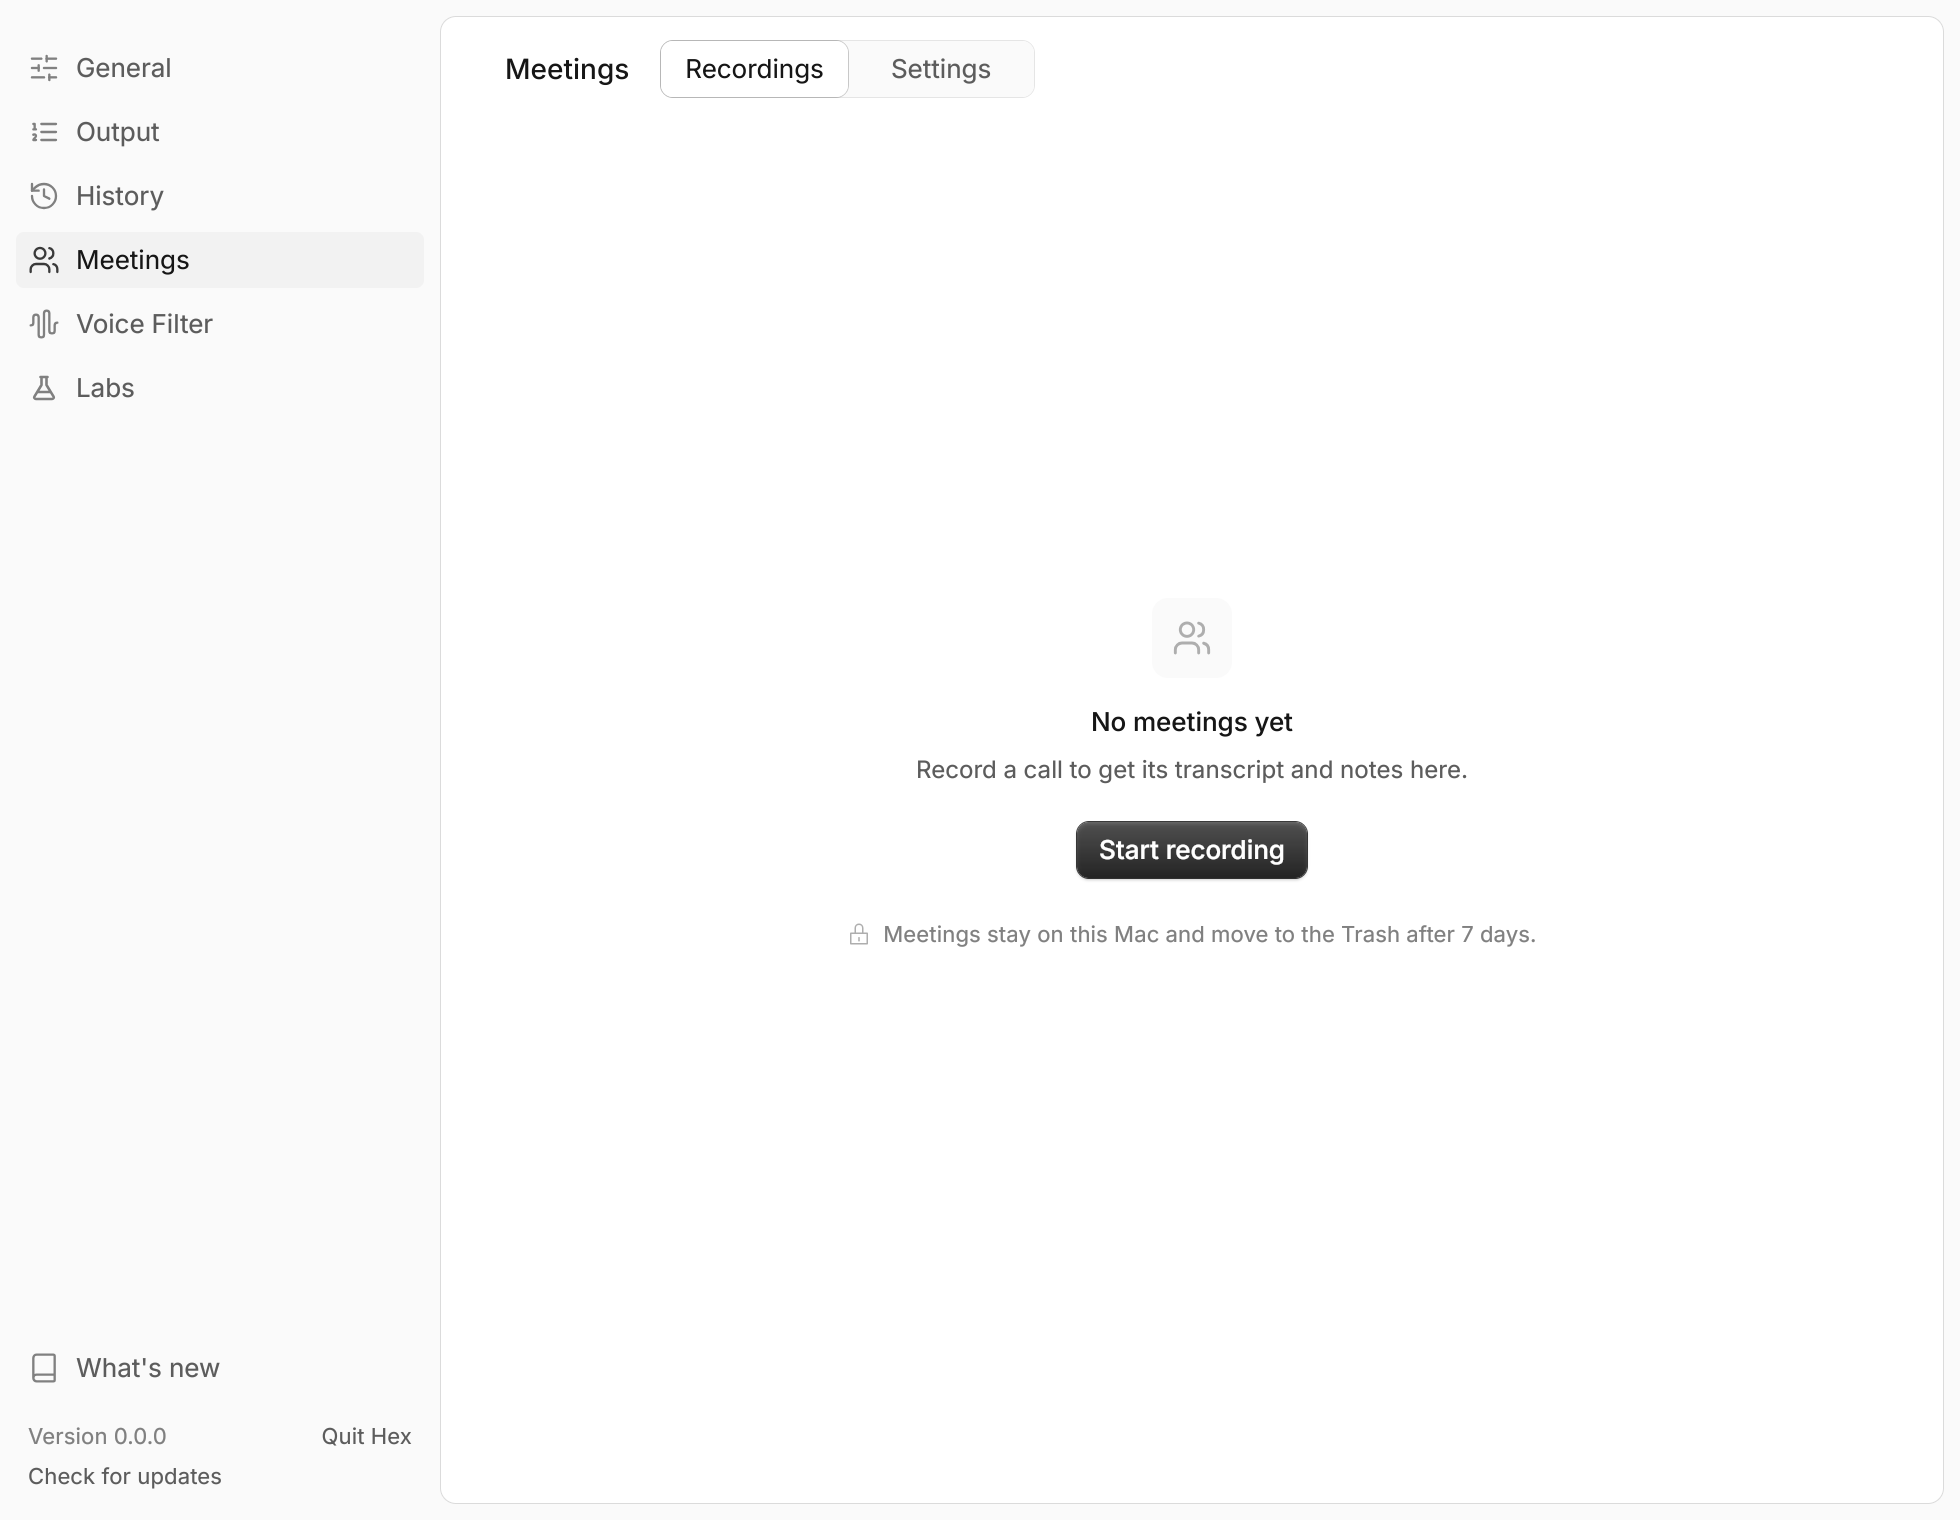 General
Output
History
Meetings
Voice Filter
Labs
What's new
Version 0.0.0
Quit Hex
Check for updates
Meetings
Recordings
Settings
No meetings yet
Record a call to get its transcript and notes here.
Start recording
Meetings stay on this Mac and move to the Trash after 7 days.